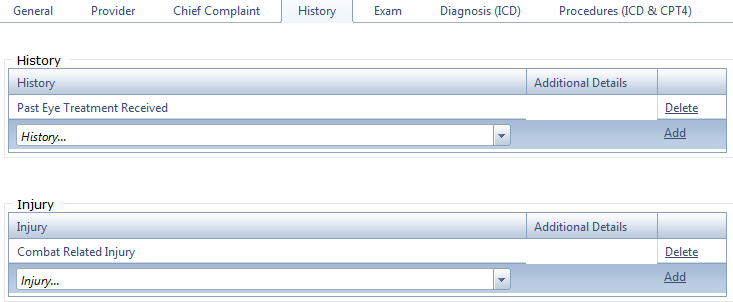 General Provider Chief Complaint History Exam Diagnosis (ICD) Procedures (ICD & CPT4)
History
History Additional Details
Past Eye Treatment Received Delete
History... Add
Injury
Injury Additional Details
Combat Related Injury Delete
Injury... Add